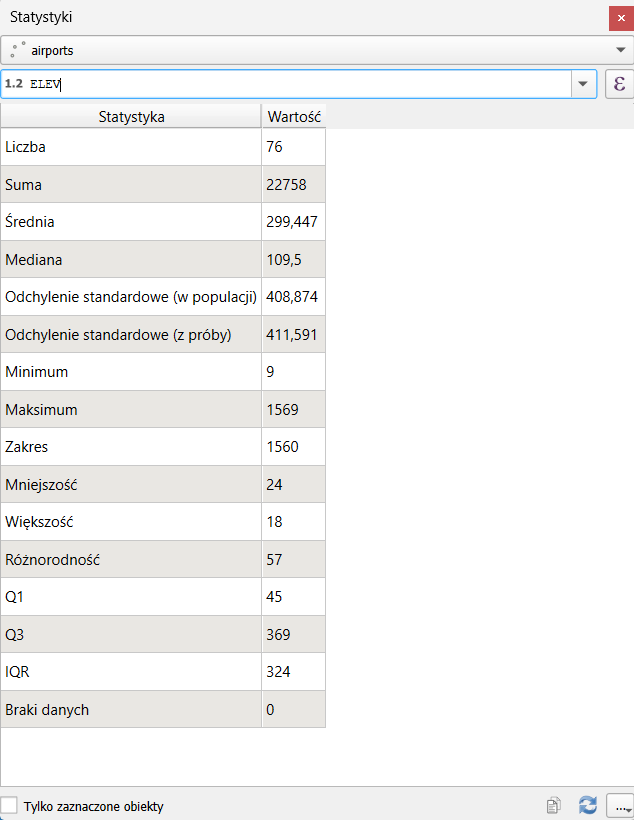 Statystyki
airports
1.2 ELEV
ε
Statystyka Wartość
Liczba 76
Suma 22758
Średnia 299,447
Mediana 109,5
Odchylenie standardowe (w populacji) 408,874
Odchylenie standardowe (z próby) 411,591
Minimum 9
Maksimum 1569
Zakres 1560
Mniejszość 24
Większość 18
Różnorodność 57
Q1 45
Q3 369
IQR 324
Braki danych 0
Tylko zaznaczone obiekty
...